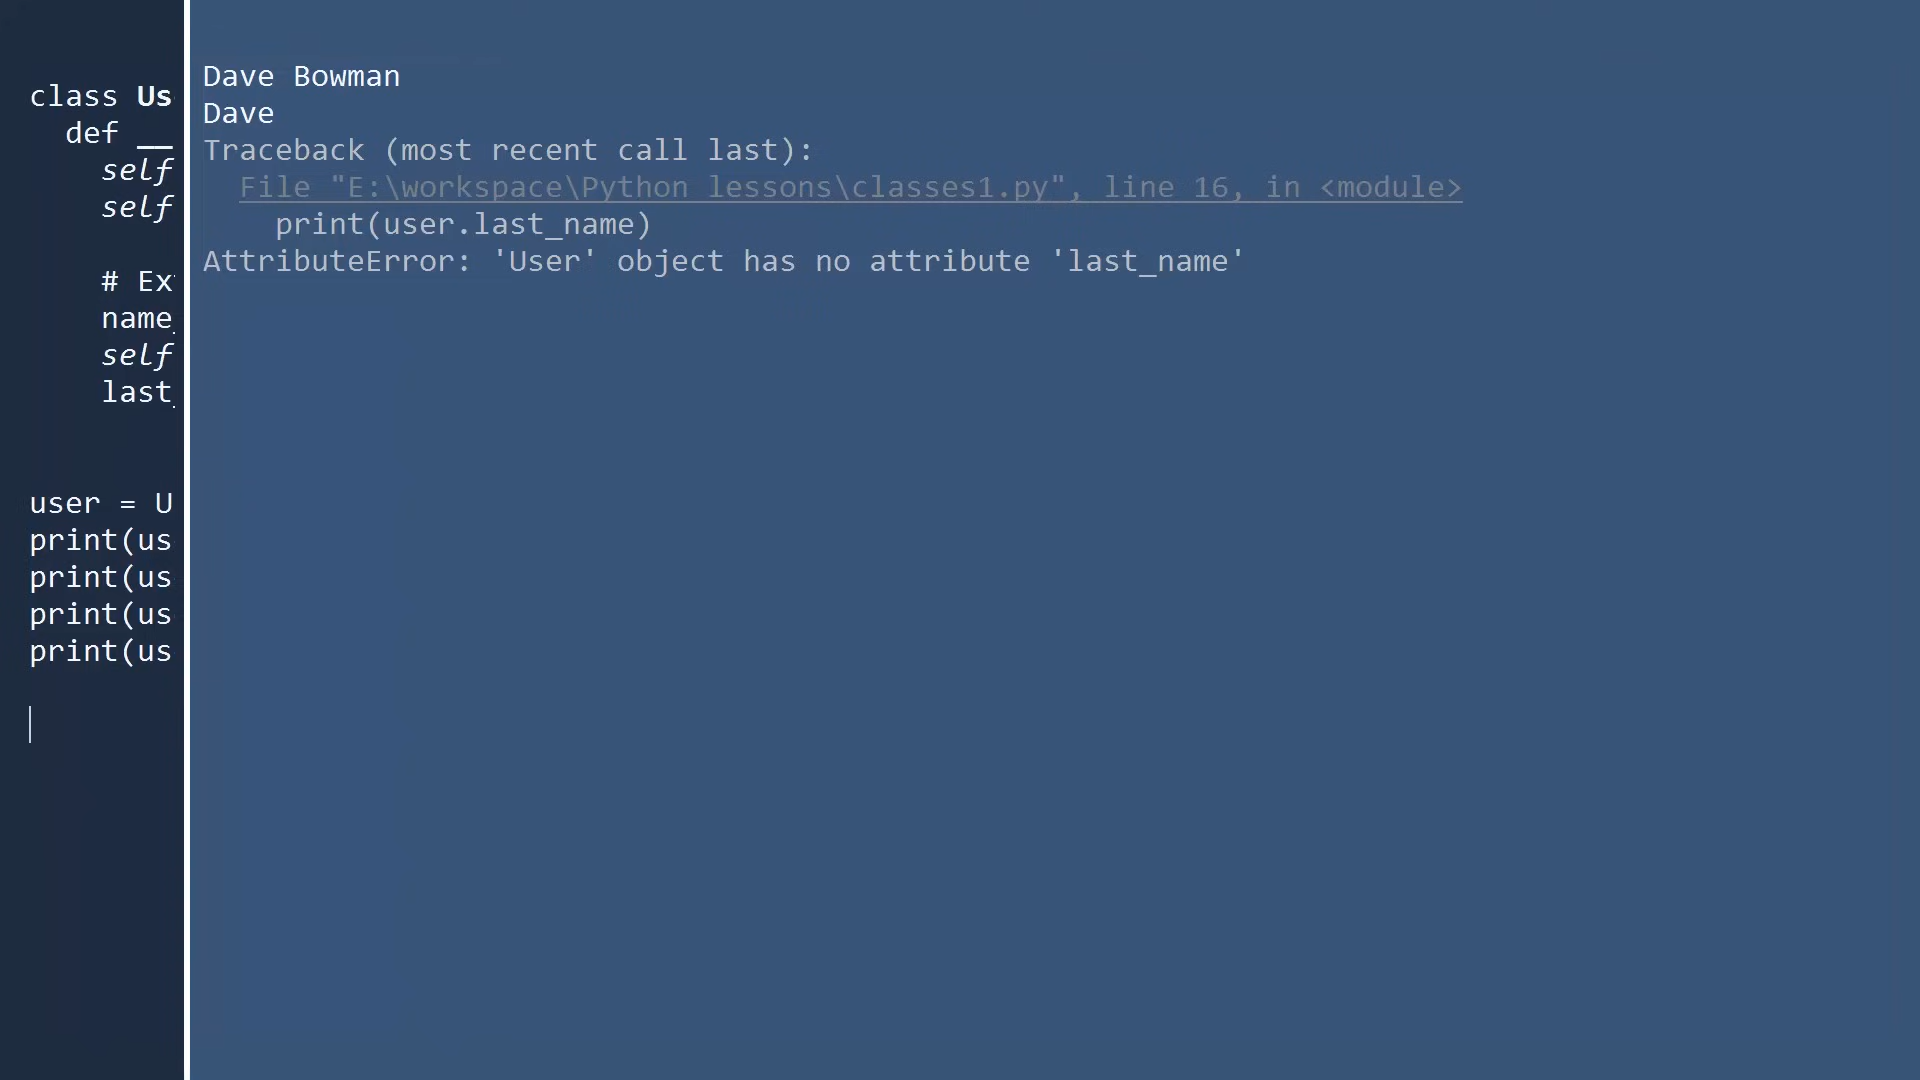 class Us
def __
self
self
# Ex
name_
self
last_
user = U
print(us
print(us
print(us
print(us
Dave Bowman
Dave
Traceback (most recent call last):
File "E:\workspace\Python lessons\classes1.py", line 16, in <module>
print(user.last_name)
AttributeError: 'User' object has no attribute 'last_name'